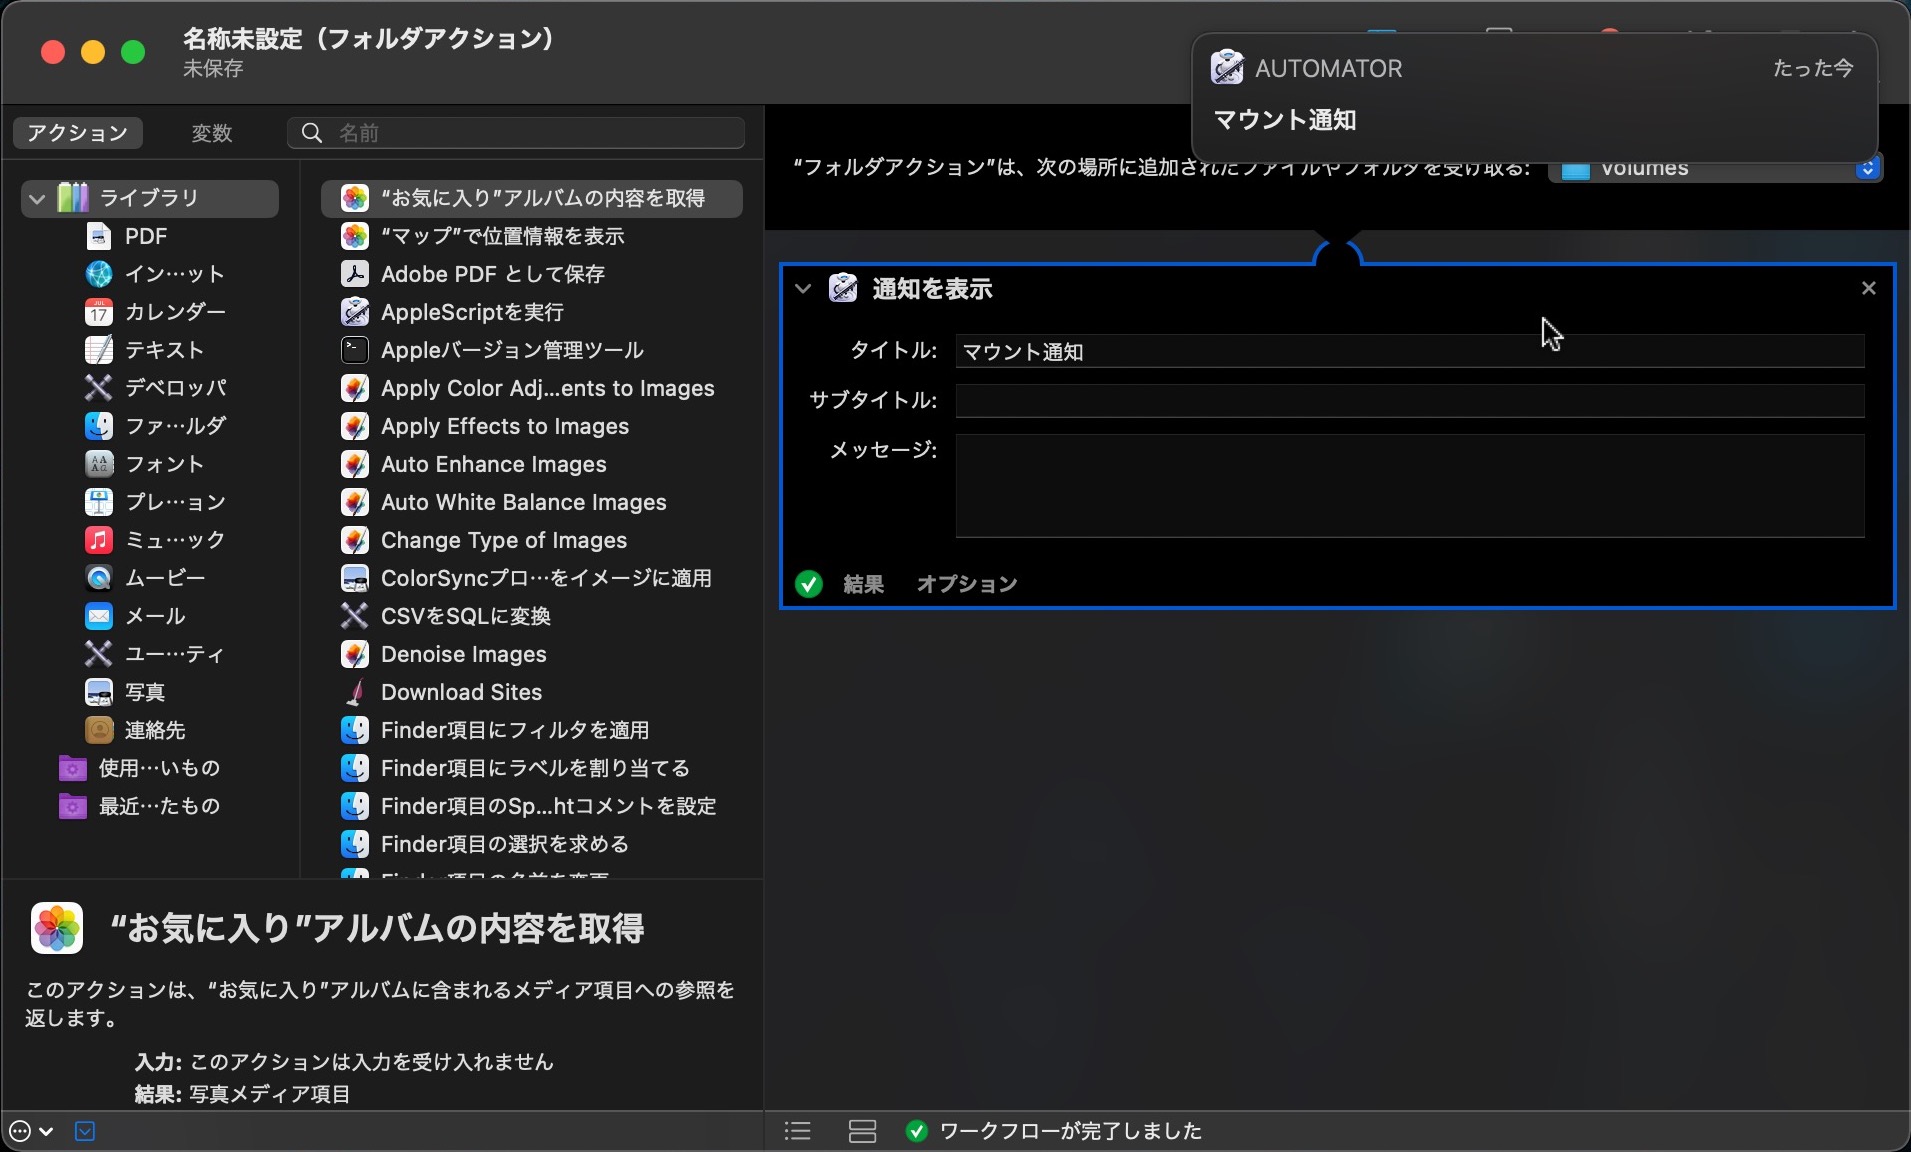 名称未設定（フォルダアクション）
未保存
AUTOMATOR
たった今
マウント通知
アクション
変数
名前
“フォルダアクション”は、次の場所に追加されたファイルやフォルダを受け取る:
Volumes
ライブラリ
PDF
イン…ット
カレンダー
テキスト
デベロッパ
ファ…ルダ
フォント
プレ…ョン
ミュ…ック
ムービー
メール
ユー…ティ
写真
連絡先
使用…いもの
最近…たもの
“お気に入り”アルバムの内容を取得
“マップ”で位置情報を表示
Adobe PDF として保存
AppleScriptを実行
Appleバージョン管理ツール
Apply Color Adj...ents to Images
Apply Effects to Images
Auto Enhance Images
Auto White Balance Images
Change Type of Images
ColorSyncプロ…をイメージに適用
CSVをSQLに変換
Denoise Images
Download Sites
Finder項目にフィルタを適用
Finder項目にラベルを割り当てる
Finder項目のSp...htコメントを設定
Finder項目の選択を求める
Finder項目の名前を変更
通知を表示
タイトル: マウント通知
サブタイトル:
メッセージ:
結果 オプション
“お気に入り”アルバムの内容を取得
このアクションは、“お気に入り”アルバムに含まれるメディア項目への参照を
返します。
入力: このアクションは入力を受け入れません
結果: 写真メディア項目
ワークフローが完了しました